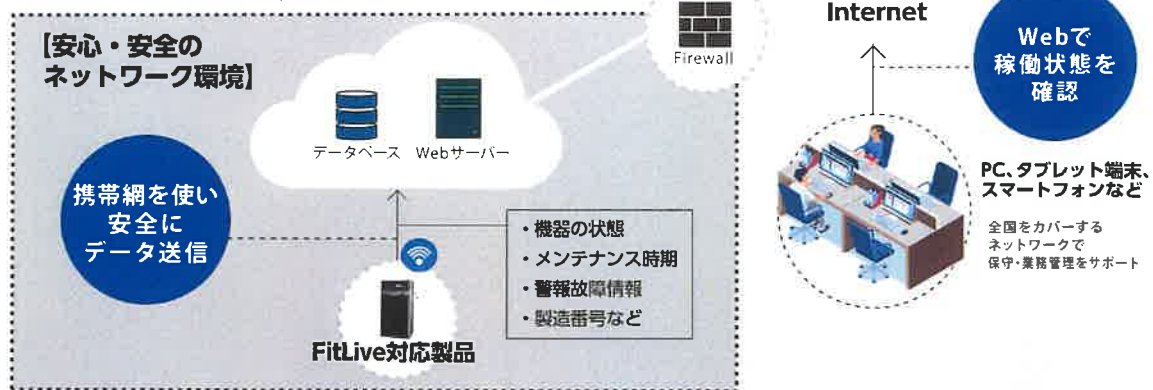 【安心・安全の
ネットワーク環境】
データベース
Webサーバー
Firewall
携帯網を使い
安全に
データ送信
・機器の状態
・メンテナンス時期
・警報故障情報
・製造番号など
FitLive対応製品
Internet
Webで
稼働状態を
確認
PC、タブレット端末、
スマートフォンなど
全国をカバーする
ネットワークで
保守・業務管理をサポート